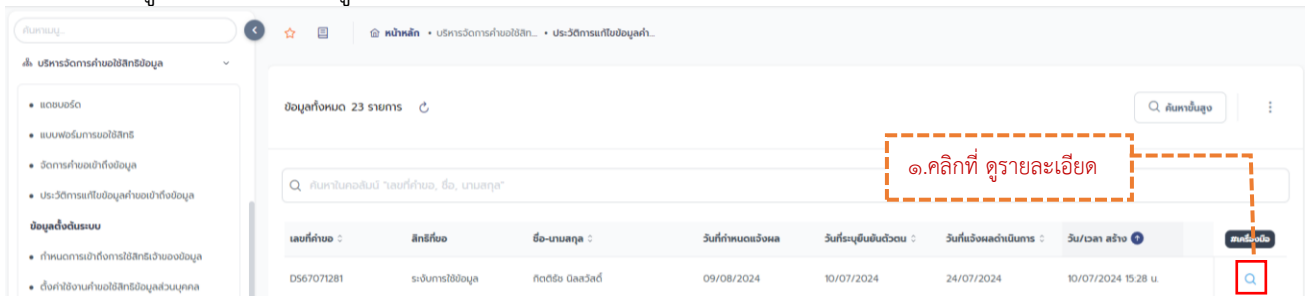 ค้นหาเมนู...
หน้าหลัก • บริหารจัดการคำขอใช้สิท... • ประวัติการแก้ไขข้อมูลคำ...
บริหารจัดการคำขอใช้สิทธิข้อมูล
• แดชบอร์ด
• แบบฟอร์มการขอใช้สิทธิ
• จัดการคำขอเข้าถึงข้อมูล
• ประวัติการแก้ไขข้อมูลคำขอเข้าถึงข้อมูล
ข้อมูลตั้งต้นระบบ
• กำหนดการเข้าถึงการใช้สิทธิเจ้าของข้อมูล
• ตั้งค่าใช้งานคำขอใช้สิทธิข้อมูลส่วนบุคคล
ข้อมูลทั้งหมด 23 รายการ
ค้นหาขั้นสูง
๑.คลิกที่ ดูรายละเอียด
ค้นหาในคอลัมน์ "เลขที่คำขอ, ชื่อ, นามสกุล"
เลขที่คำขอ สิทธิที่ขอ ชื่อ-นามสกุล วันที่กำหนดแจ้งผล วันที่ระบุยืนยันตัวตน วันที่แจ้งผลดำเนินการ วัน/เวลา สร้าง #เครื่องมือ
DS67071281 ระงับการใช้ข้อมูล กิตติธัช นิลสวัสดิ์ 09/08/2024 10/07/2024 24/07/2024 10/07/2024 15:28 น.